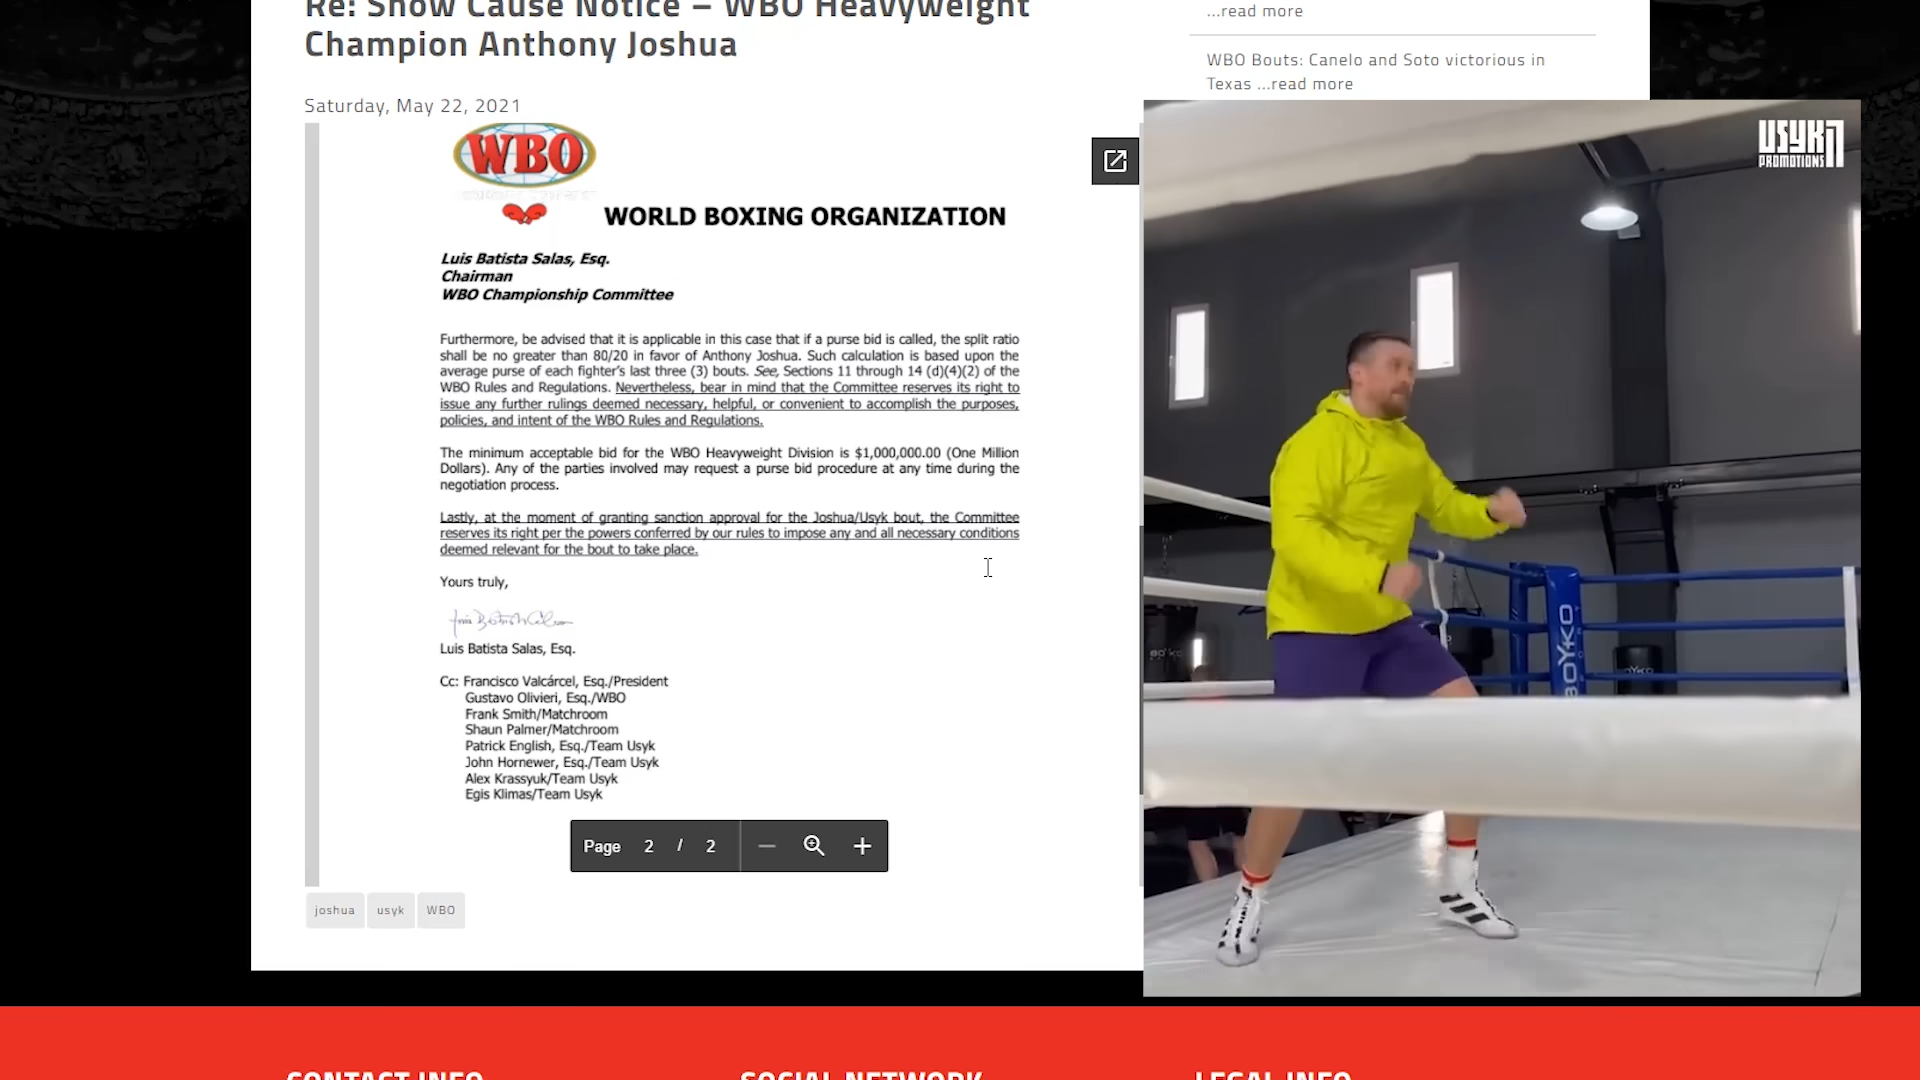 Re: Show Cause Notice – WBO Heavyweight
Champion Anthony Joshua
Saturday, May 22, 2021
...read more
WBO Bouts: Canelo and Soto victorious in
Texas ...read more
WBO
WORLD BOXING ORGANIZATION
Luis Batista Salas, Esq.
Chairman
WBO Championship Committee
Furthermore, be advised that it is applicable in this case that if a purse bid is called, the split ratio
shall be no greater than 80/20 in favor of Anthony Joshua. Such calculation is based upon the
average purse of each fighter's last three (3) bouts. See, Sections 11 through 14 (d)(4)(2) of the
WBO Rules and Regulations. Nevertheless, bear in mind that the Committee reserves its right to
issue any further rulings deemed necessary, helpful, or convenient to accomplish the purposes,
policies, and intent of the WBO Rules and Regulations.
The minimum acceptable bid for the WBO Heavyweight Division is $1,000,000.00 (One Million
Dollars). Any of the parties involved may request a purse bid procedure at any time during the
negotiation process.
Lastly, at the moment of granting sanction approval for the Joshua/Usyk bout, the Committee
reserves its right per the powers conferred by our rules to impose any and all necessary conditions
deemed relevant for the bout to take place.
Yours truly,
Luis Batista Salas, Esq.
Cc: Francisco Valcárcel, Esq./President
Gustavo Olivieri, Esq./WBO
Frank Smith/Matchroom
Shaun Palmer/Matchroom
Patrick English, Esq./Team Usyk
John Hornewer, Esq./Team Usyk
Alex Krassyuk/Team Usyk
Egis Klimas/Team Usyk
Page 2 / 2
joshua usyk WBO
USYK
PROMOTIONS
BOYKO
CONTACT INFO
SOCIAL NETWORK
LEGAL INFO